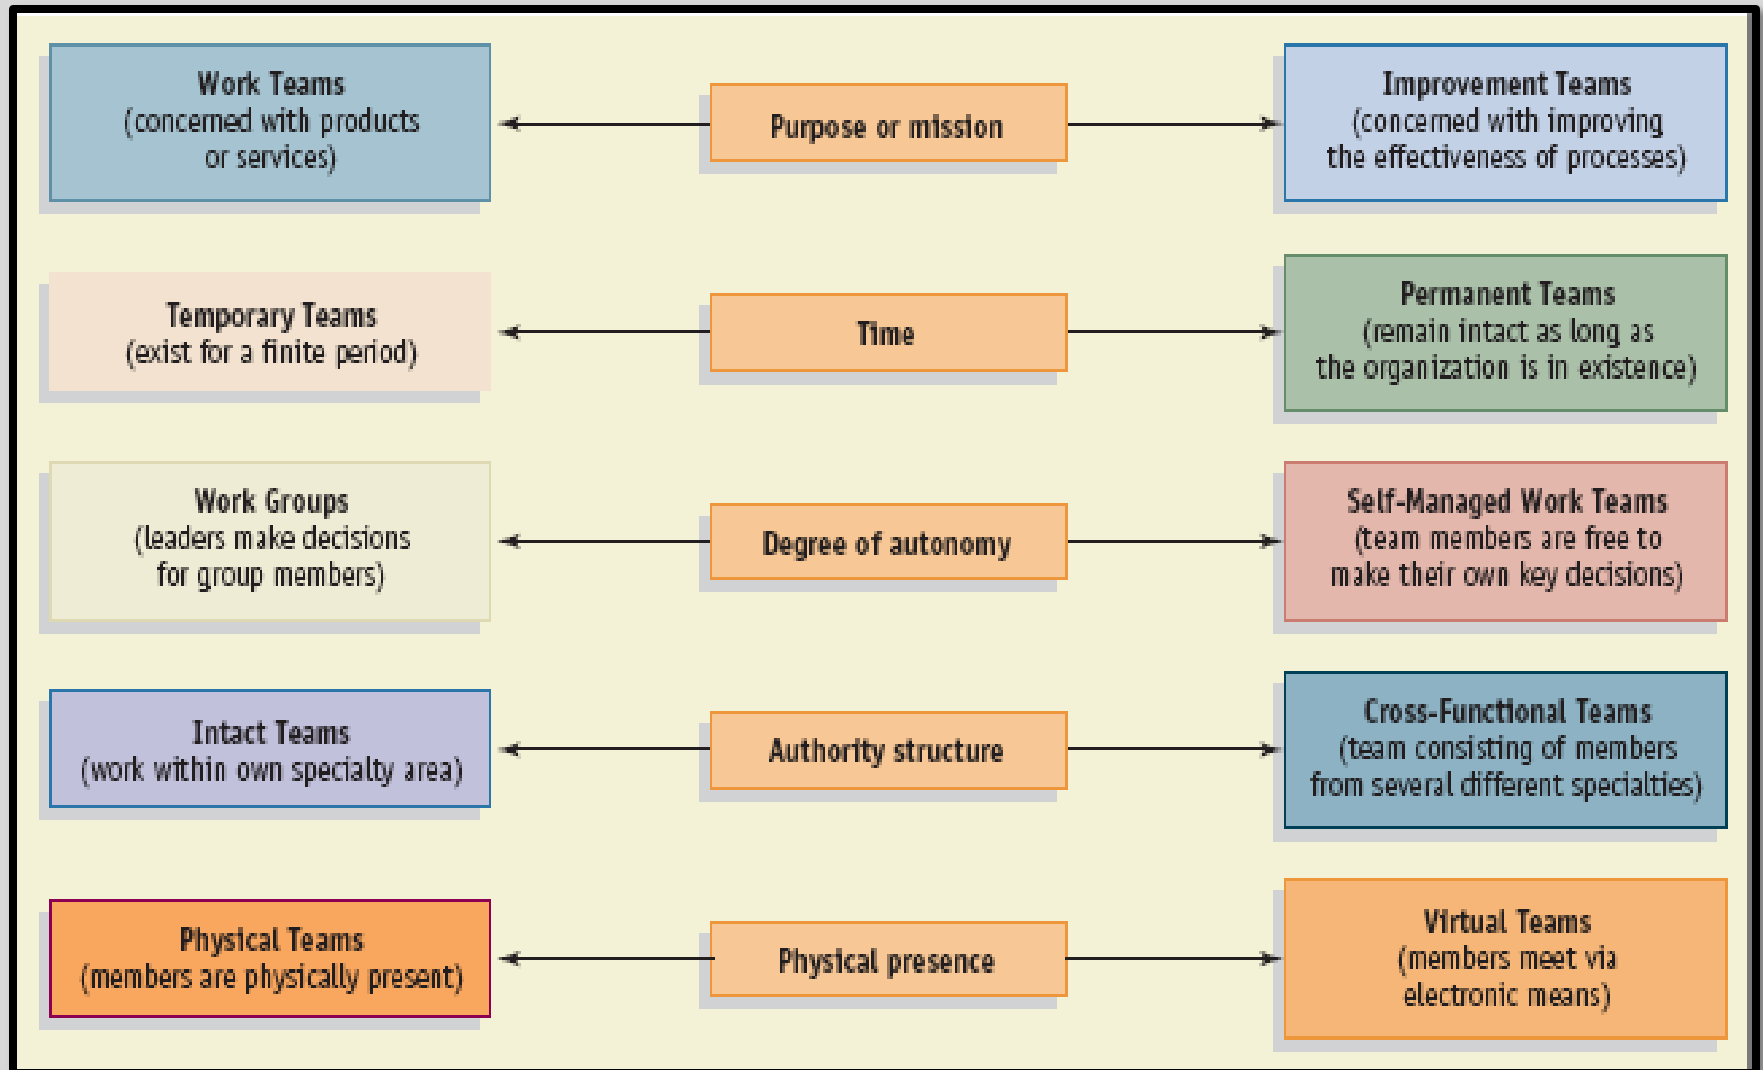 Work Teams
(concerned with products
or services)
Purpose or mission
Improvement Teams
(concerned with improving
the effectiveness of processes)
Temporary Teams
(exist for a finite period)
Time
Permanent Teams
(remain intact as long as
the organization is in existence)
Work Groups
(leaders make decisions
for group members)
Degree of autonomy
Self-Managed Work Teams
(team members are free to
make their own key decisions)
Intact Teams
(work within own specialty area)
Authority structure
Cross-Functional Teams
(team consisting of members
from several different specialties)
Physical Teams
(members are physically present)
Physical presence
Virtual Teams
(members meet via
electronic means)